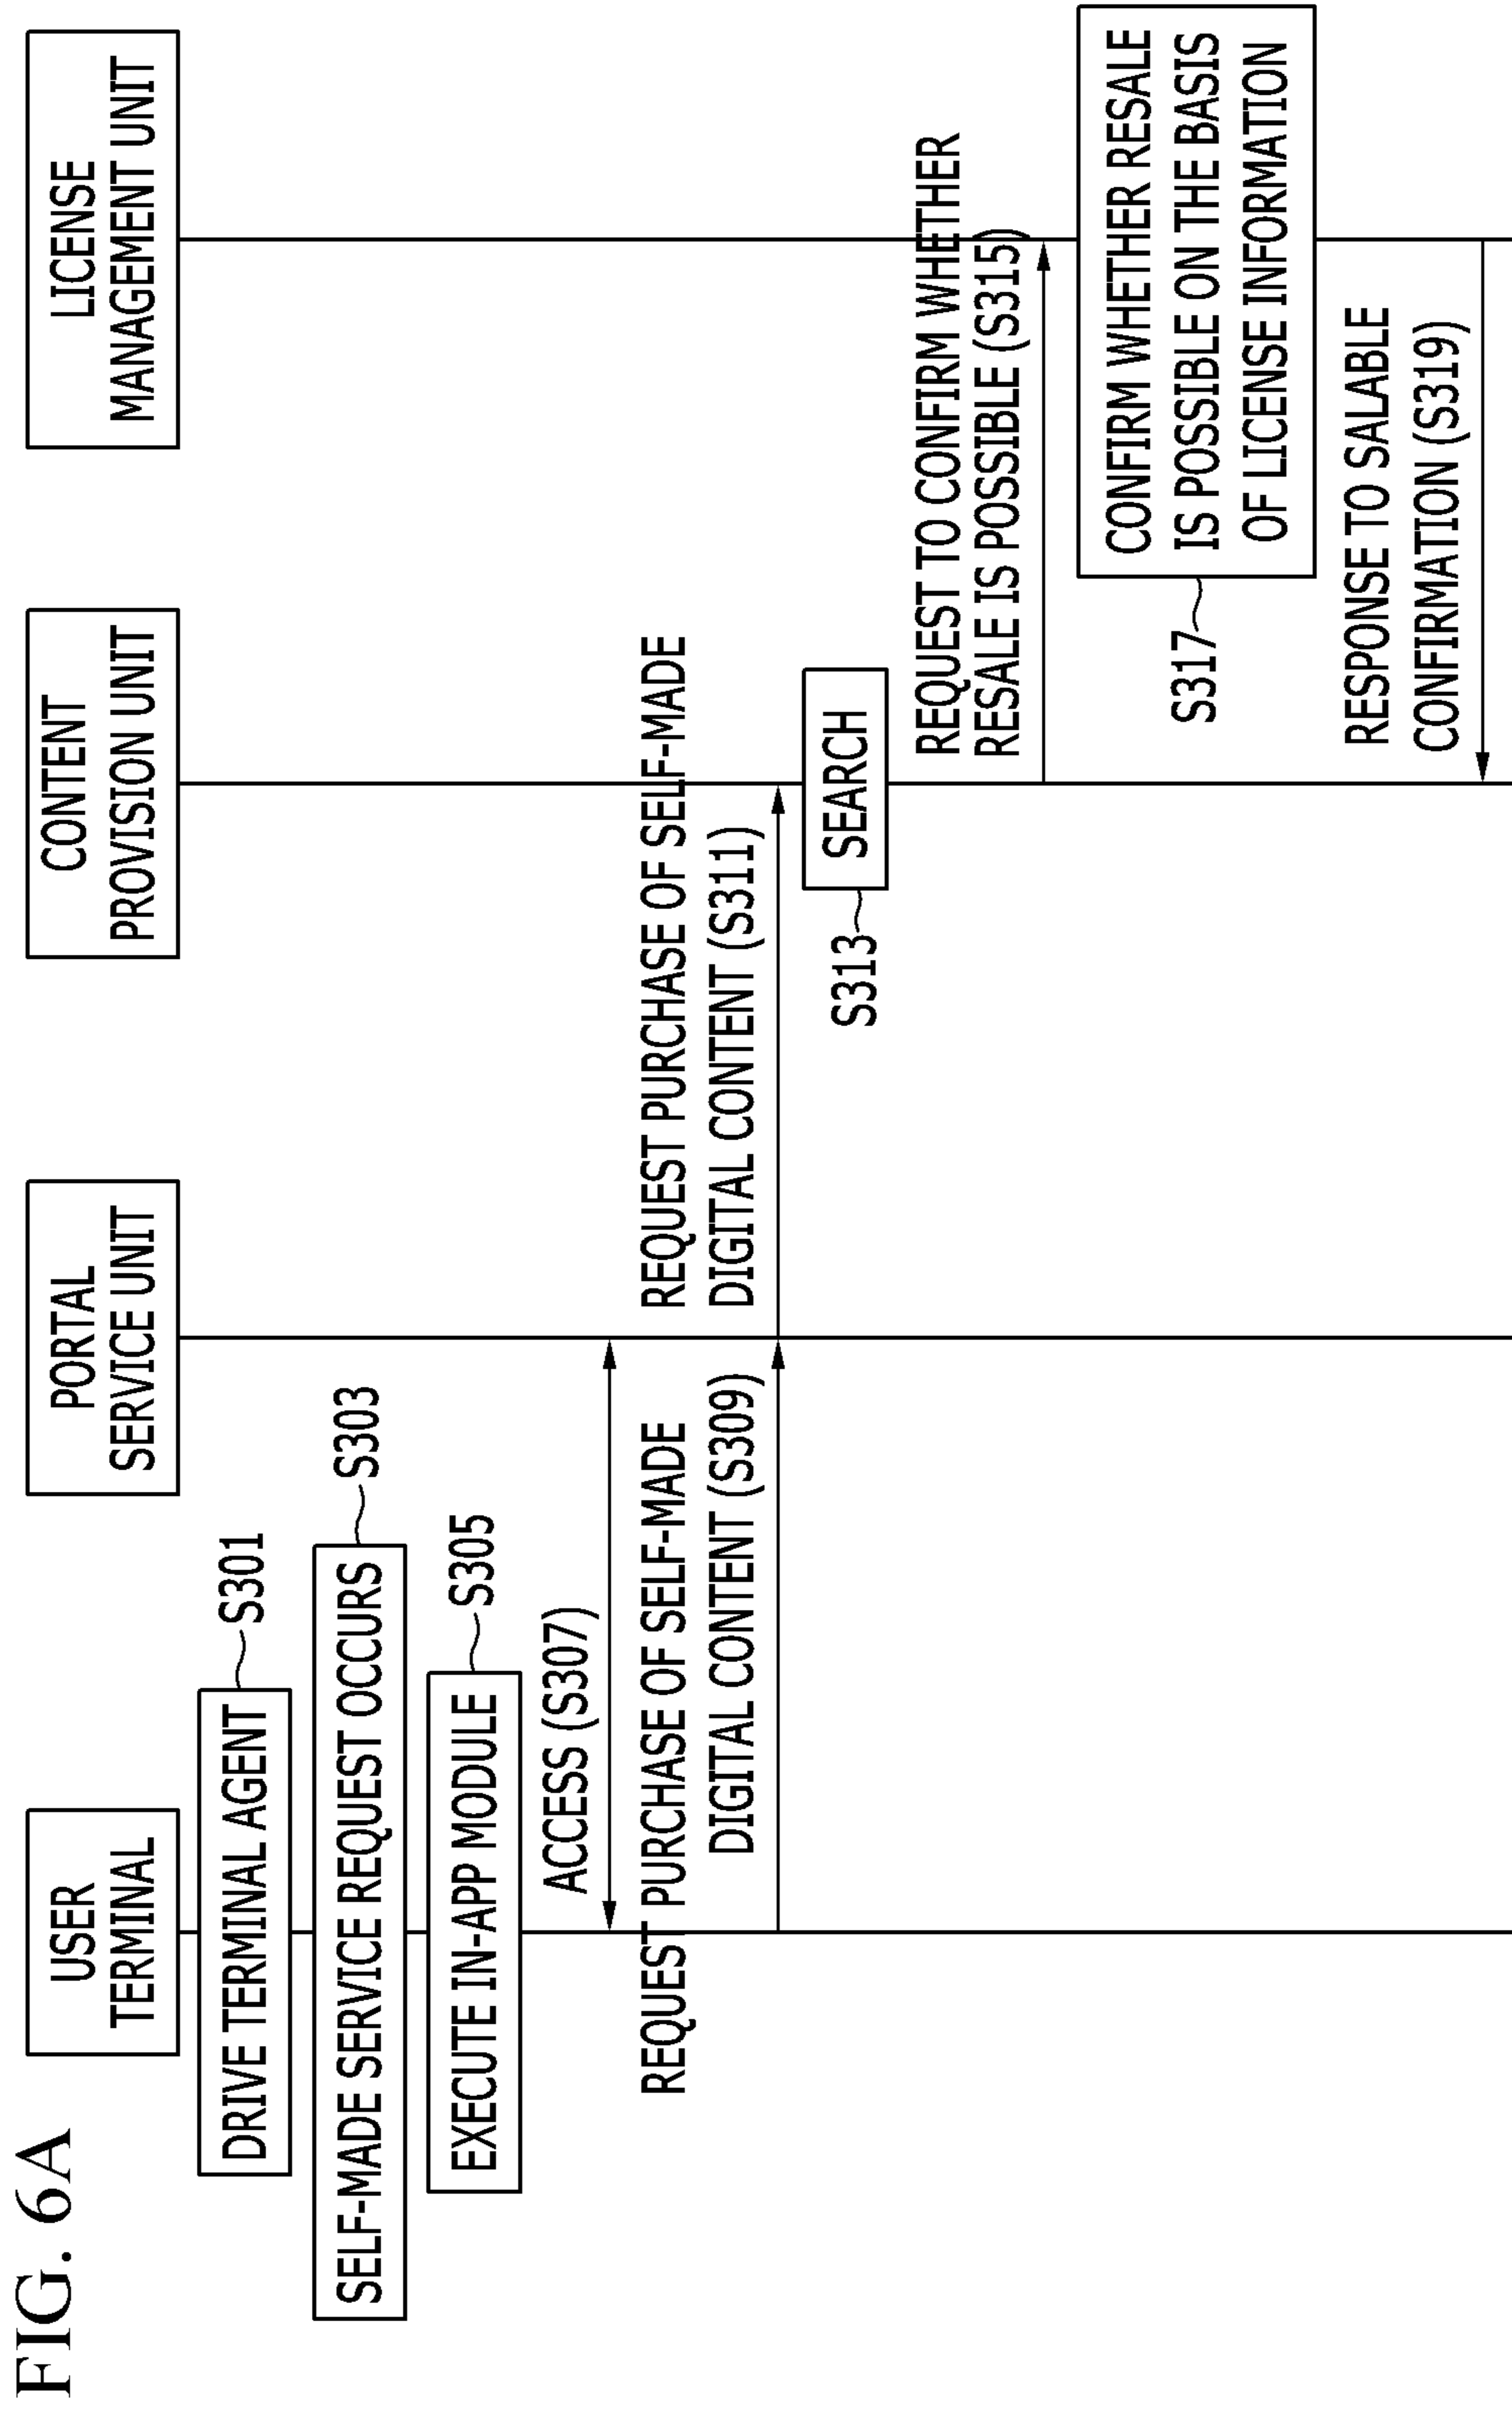 FIG. 6A
USER
TERMINAL
PORTAL
SERVICE UNIT
CONTENT
PROVISION UNIT
LICENSE
MANAGEMENT UNIT
DRIVE TERMINAL AGENT
S301
SELF-MADE SERVICE REQUEST OCCURS
S303
EXECUTE IN-APP MODULE
S305
ACCESS (S307)
REQUEST PURCHASE OF SELF-MADE
DIGITAL CONTENT (S309)
REQUEST PURCHASE OF SELF-MADE
DIGITAL CONTENT (S311)
S313
SEARCH
REQUEST TO CONFIRM WHETHER
RESALE IS POSSIBLE (S315)
S317
CONFIRM WHETHER RESALE
IS POSSIBLE ON THE BASIS
OF LICENSE INFORMATION
RESPONSE TO SALABLE
CONFIRMATION (S319)